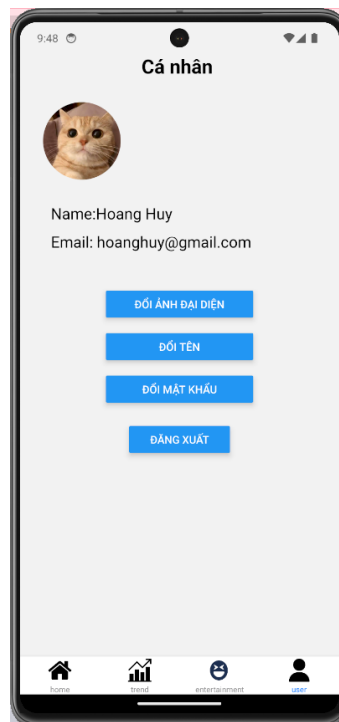 9:48
Cá nhân
Name:Hoang Huy
Email: hoanghuy@gmail.com
ĐỔI ẢNH ĐẠI DIỆN
ĐỔI TÊN
ĐỔI MẬT KHẨU
ĐĂNG XUẤT
home trend entertainment user